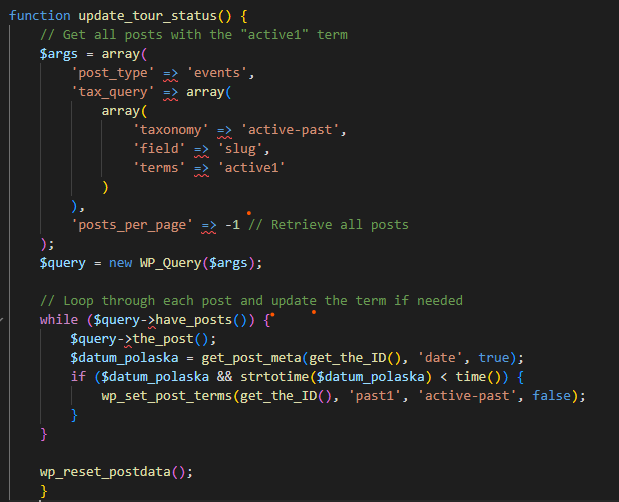 function update_tour_status() {
// Get all posts with the "active1" term
$args = array(
'post_type' => 'events',
'tax_query' => array(
array(
'taxonomy' => 'active-past',
'field' => 'slug',
'terms' => 'active1'
)
),
'posts_per_page' => -1 // Retrieve all posts
);
$query = new WP_Query($args);
// Loop through each post and update the term if needed
while ($query->have_posts()) {
$query->the_post();
$datum_polaska = get_post_meta(get_the_ID(), 'date', true);
if ($datum_polaska && strtotime($datum_polaska) < time()) {
wp_set_post_terms(get_the_ID(), 'past1', 'active-past', false);
}
}
wp_reset_postdata();
}